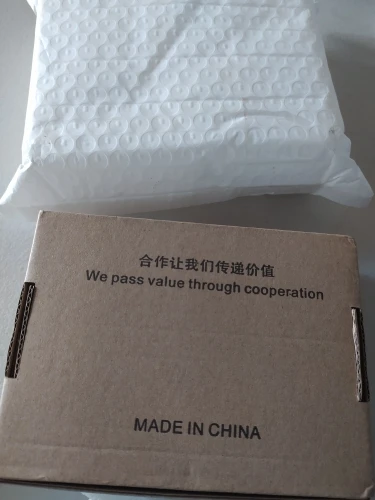 合作让我们传递价值
We pass value through cooperation
MADE IN CHINA